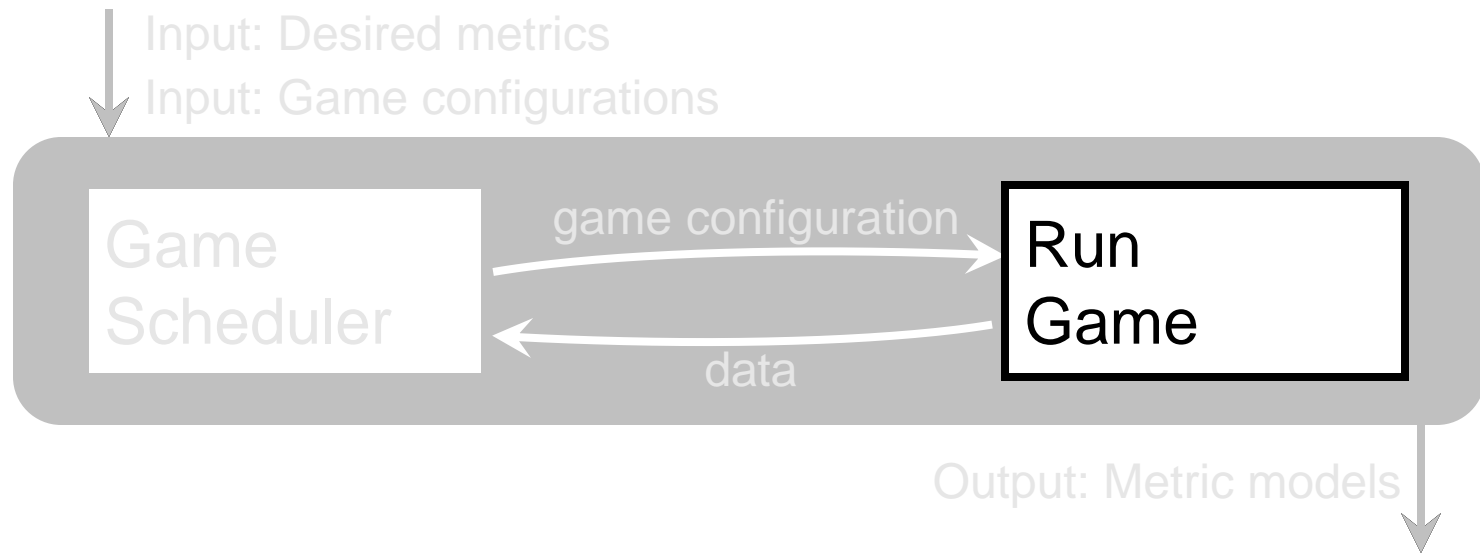 Input: Desired metrics
Input: Game configurations
Game
Scheduler
game configuration
data
Run
Game
Output: Metric models